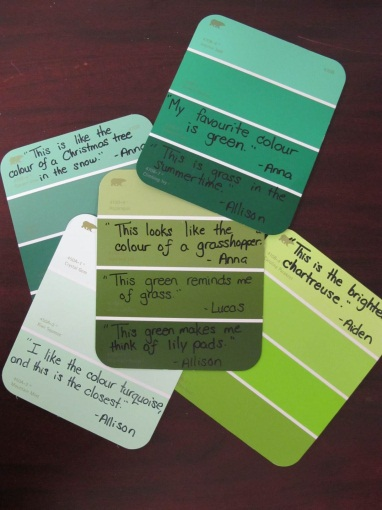 My favourite colour
is green."
-Anna
"This is grass in the
summertime."
-Allison
"This is like the
colour of a Christmas tree
in the snow." -Anna
"This looks like the
colour of a grasshopper."
-Anna
"This green reminds me
of grass."
-Lucas
"This green makes me
think of lily pads."
-Allison
"This is the
chartreuse."
-Aiden
"I like the colour turquoise,
and this is the closest."
-Allison